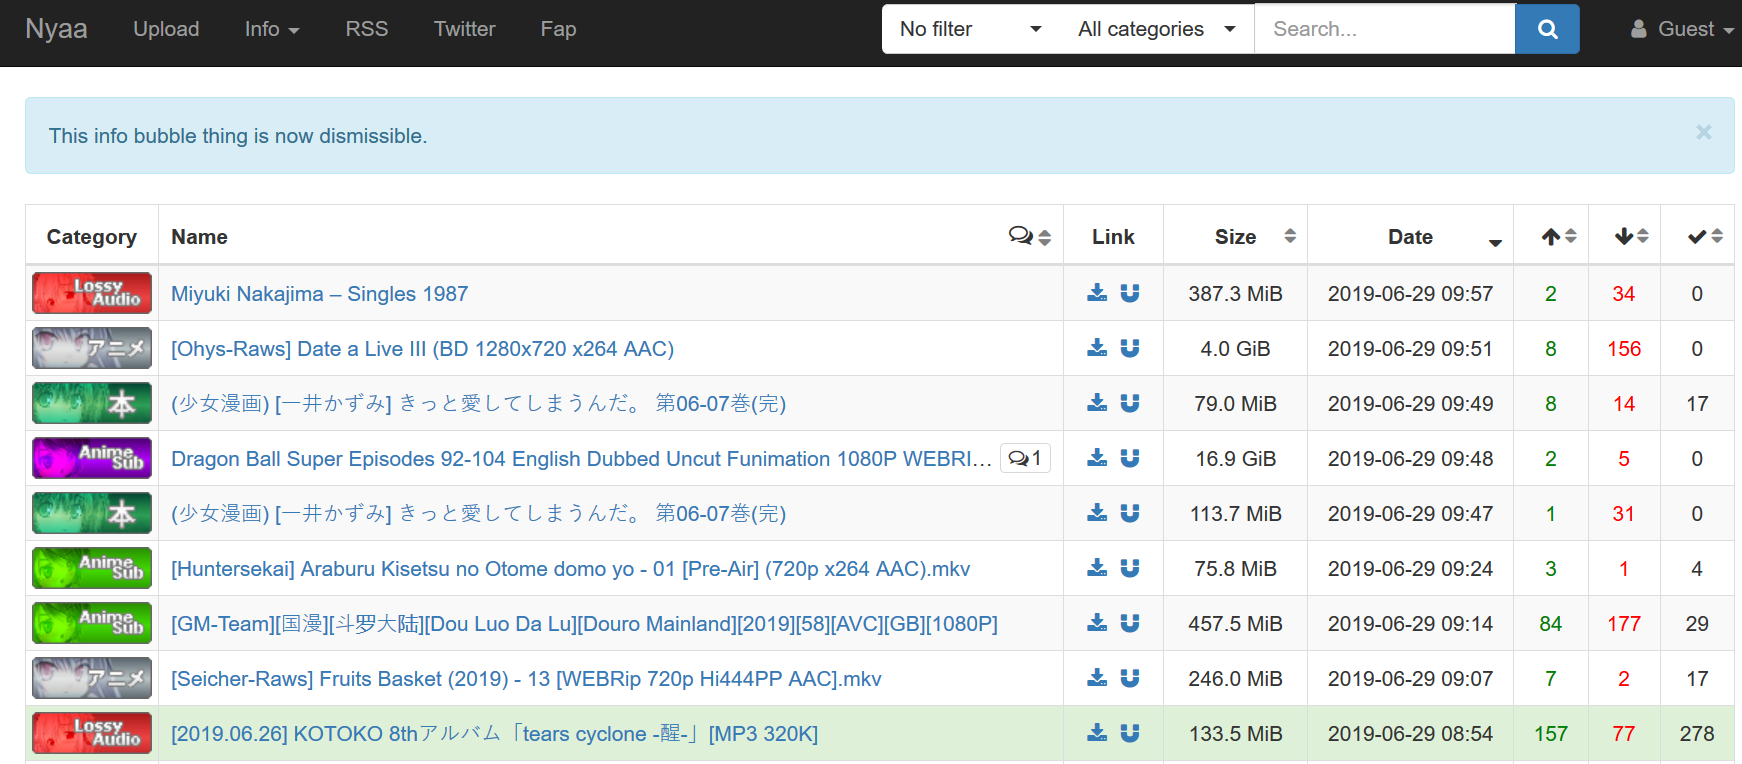 Nyaa Upload Info RSS Twitter Fap No filter All categories Search... Guest
This info bubble thing is now dismissible. ×
Category Name Link Size Date
Lossy Audio Miyuki Nakajima – Singles 1987 387.3 MiB 2019-06-29 09:57 2 34 0
アニメ [Ohys-Raws] Date a Live III (BD 1280x720 x264 AAC) 4.0 GiB 2019-06-29 09:51 8 156 0
本 (少女漫画) [一井かずみ] きっと愛してしまうんだ。 第06-07巻(完) 79.0 MiB 2019-06-29 09:49 8 14 17
Anime Sub Dragon Ball Super Episodes 92-104 English Dubbed Uncut Funimation 1080P WEBRI... 1 16.9 GiB 2019-06-29 09:48 2 5 0
本 (少女漫画) [一井かずみ] きっと愛してしまうんだ。 第06-07巻(完) 113.7 MiB 2019-06-29 09:47 1 31 0
Anime Sub [Huntersekai] Araburu Kisetsu no Otome domo yo - 01 [Pre-Air] (720p x264 AAC).mkv 75.8 MiB 2019-06-29 09:24 3 1 4
Anime Sub [GM-Team][国漫][斗罗大陆][Dou Luo Da Lu][Douro Mainland][2019][58][AVC][GB][1080P] 457.5 MiB 2019-06-29 09:14 84 177 29
アニメ [Seicher-Raws] Fruits Basket (2019) - 13 [WEBRip 720p Hi444PP AAC].mkv 246.0 MiB 2019-06-29 09:07 7 2 17
Lossy Audio [2019.06.26] KOTOKO 8thアルバム「tears cyclone -醒-」[MP3 320K] 133.5 MiB 2019-06-29 08:54 157 77 278